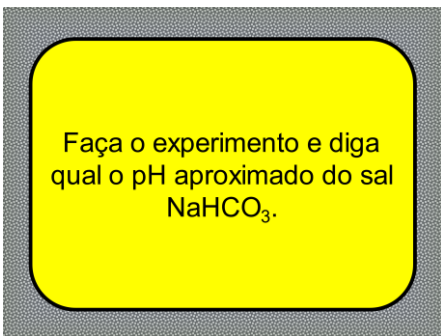 Faça o experimento e diga
qual o pH aproximado do sal
NaHCO₃.